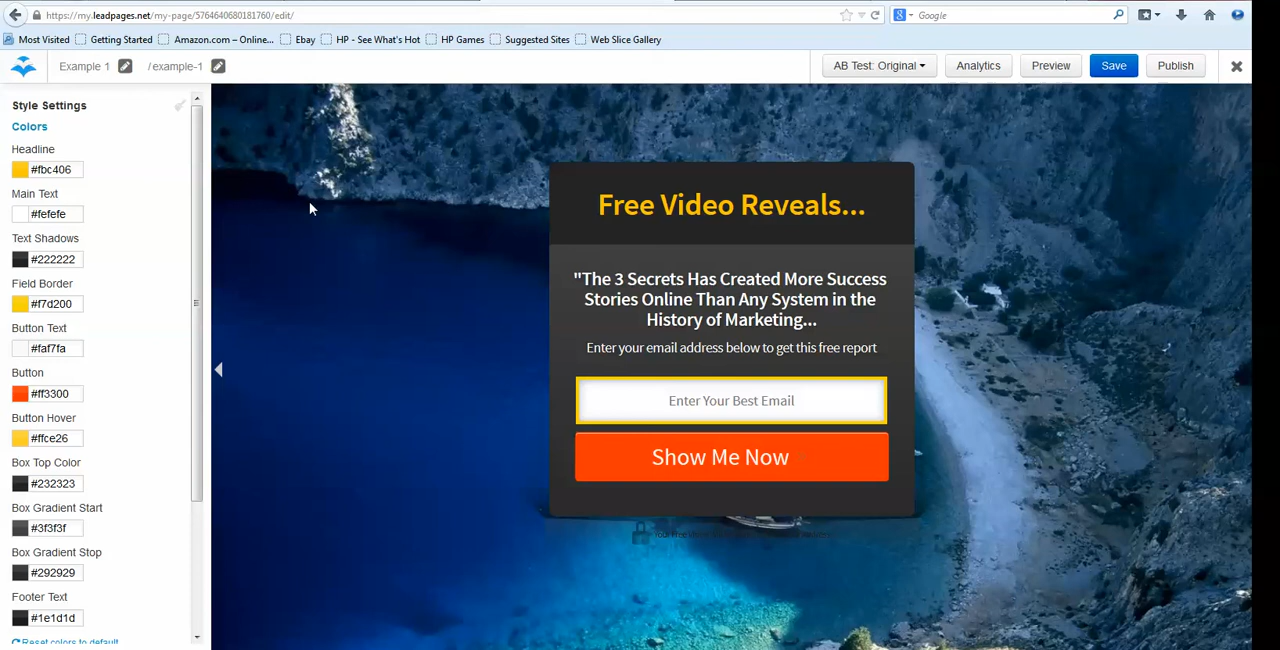 https://my.leadpages.net/my-page/5764640680181760/edit/
Google
Most Visited
Getting Started
Amazon.com – Online...
Ebay
HP - See What's Hot
HP Games
Suggested Sites
Web Slice Gallery
Example 1
/example-1
AB Test: Original
Analytics
Preview
Save
Publish
Style Settings
Colors
Headline
#fbc406
Main Text
#fefefe
Text Shadows
#222222
Field Border
#f7d200
Button Text
#faf7fa
Button
#ff3300
Button Hover
#ffce26
Box Top Color
#232323
Box Gradient Start
#3f3f3f
Box Gradient Stop
#292929
Footer Text
#1e1d1d
Reset colors to default
Free Video Reveals...
"The 3 Secrets Has Created More Success
Stories Online Than Any System in the
History of Marketing...
Enter your email address below to get this free report
Enter Your Best Email
Show Me Now